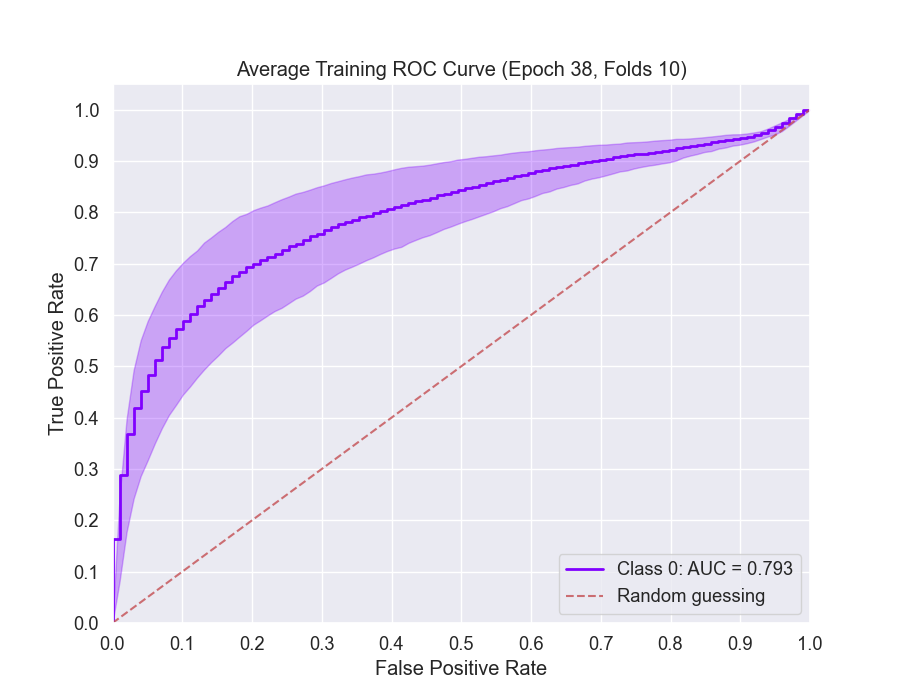 Average Training ROC Curve (Epoch 38, Folds 10)
True Positive Rate
1.0
0.9
0.8
0.7
0.6
0.5
0.4
0.3
0.2
0.1
0.0
Class 0: AUC = 0.793
Random guessing
0.0 0.1 0.2 0.3 0.4 0.5 0.6 0.7 0.8 0.9 1.0
False Positive Rate